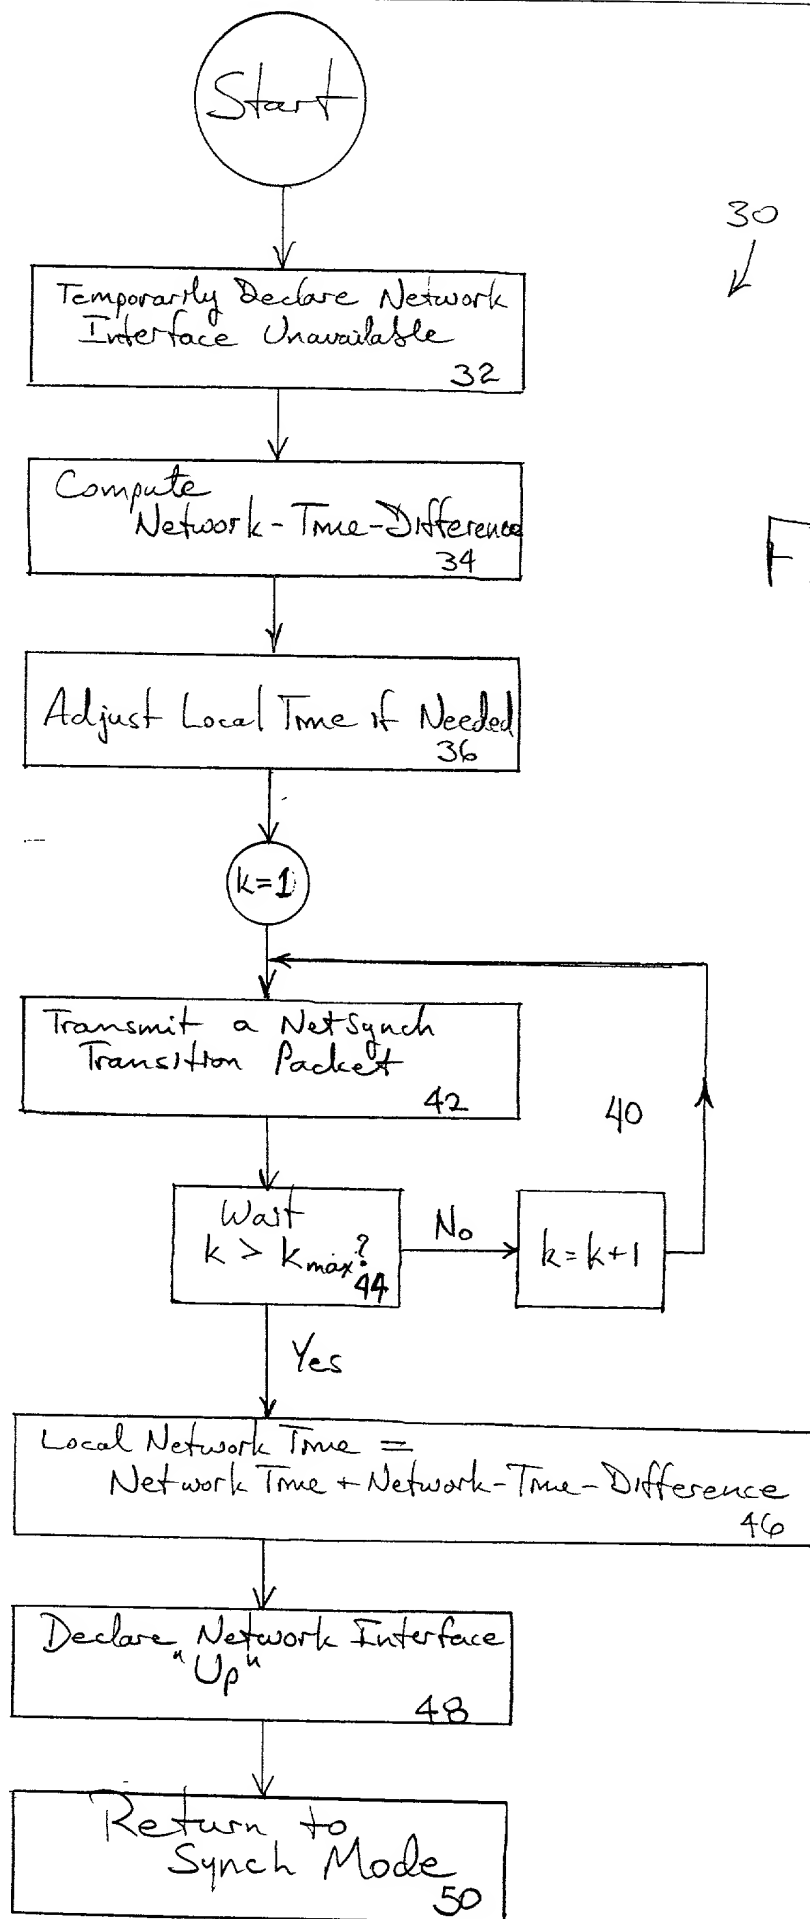 Start
30
Temporarily Declare Network
Interface Unavailable
32
Compute
Network-Time-Difference
34
F
Adjust Local Time if Needed
36
k=1
Transmit a NetSynch
Transition Packet
42
40
Wait
k > kmax?
44
No
k=k+1
Yes
Local Network Time =
Network Time + Network-Time-Difference
46
Declare Network Interface
"Up"
48
Return to
Synch Mode
50